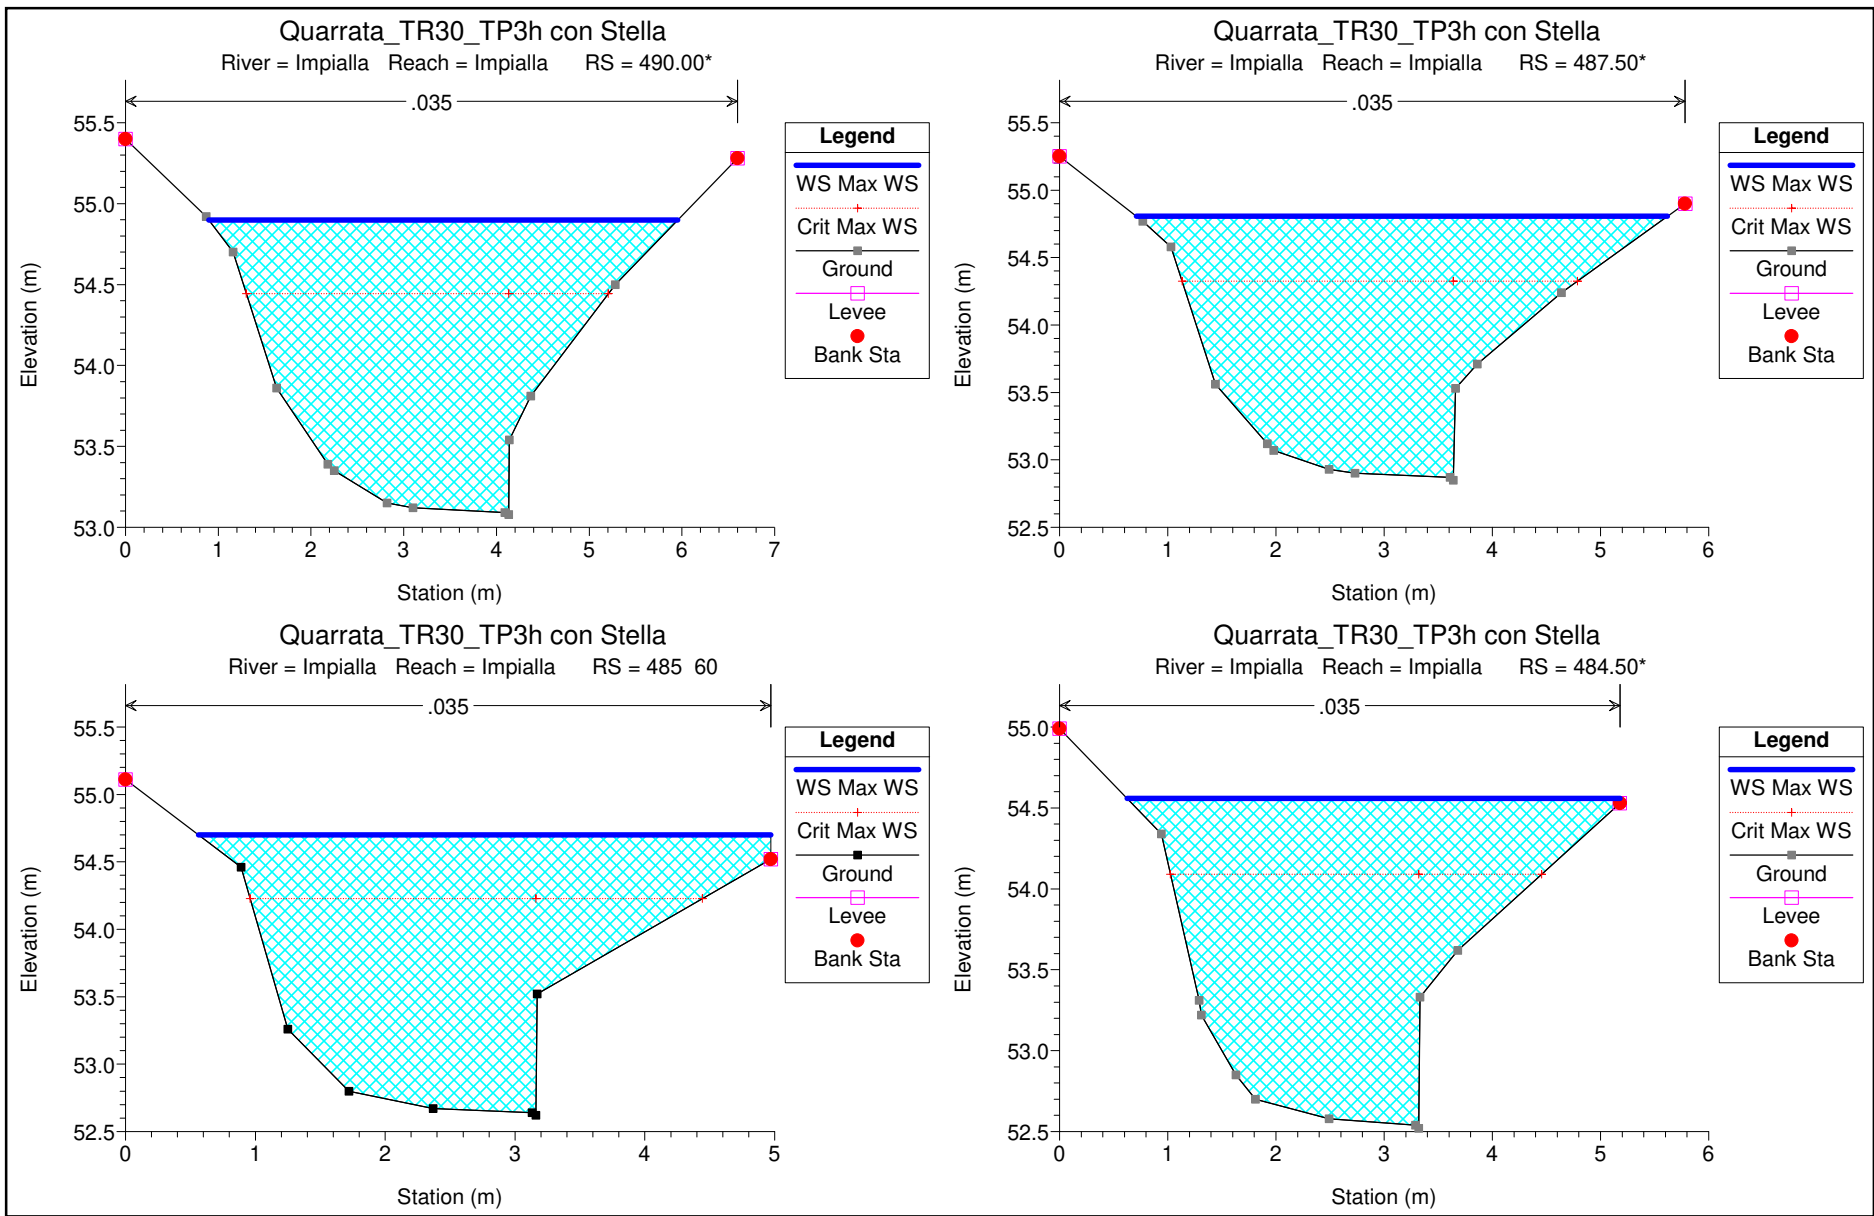 Quarrata_TR30_TP3h con Stella
River = Impialla Reach = Impialla RS = 490.00*
.035
55.5
55.0
54.5
54.0
53.5
53.0
Elevation (m)
0 1 2 3 4 5 6 7
Station (m)
Legend
WS Max WS
Crit Max WS
Ground
Levee
Bank Sta
Quarrata_TR30_TP3h con Stella
River = Impialla Reach = Impialla RS = 487.50*
.035
55.5
55.0
54.5
54.0
53.5
53.0
52.5
Elevation (m)
0 1 2 3 4 5 6
Station (m)
Legend
WS Max WS
Crit Max WS
Ground
Levee
Bank Sta
Quarrata_TR30_TP3h con Stella
River = Impialla Reach = Impialla RS = 485 60
.035
55.5
55.0
54.5
54.0
53.5
53.0
52.5
Elevation (m)
0 1 2 3 4 5
Station (m)
Legend
WS Max WS
Crit Max WS
Ground
Levee
Bank Sta
Quarrata_TR30_TP3h con Stella
River = Impialla Reach = Impialla RS = 484.50*
.035
55.0
54.5
54.0
53.5
53.0
52.5
Elevation (m)
0 1 2 3 4 5 6
Station (m)
Legend
WS Max WS
Crit Max WS
Ground
Levee
Bank Sta